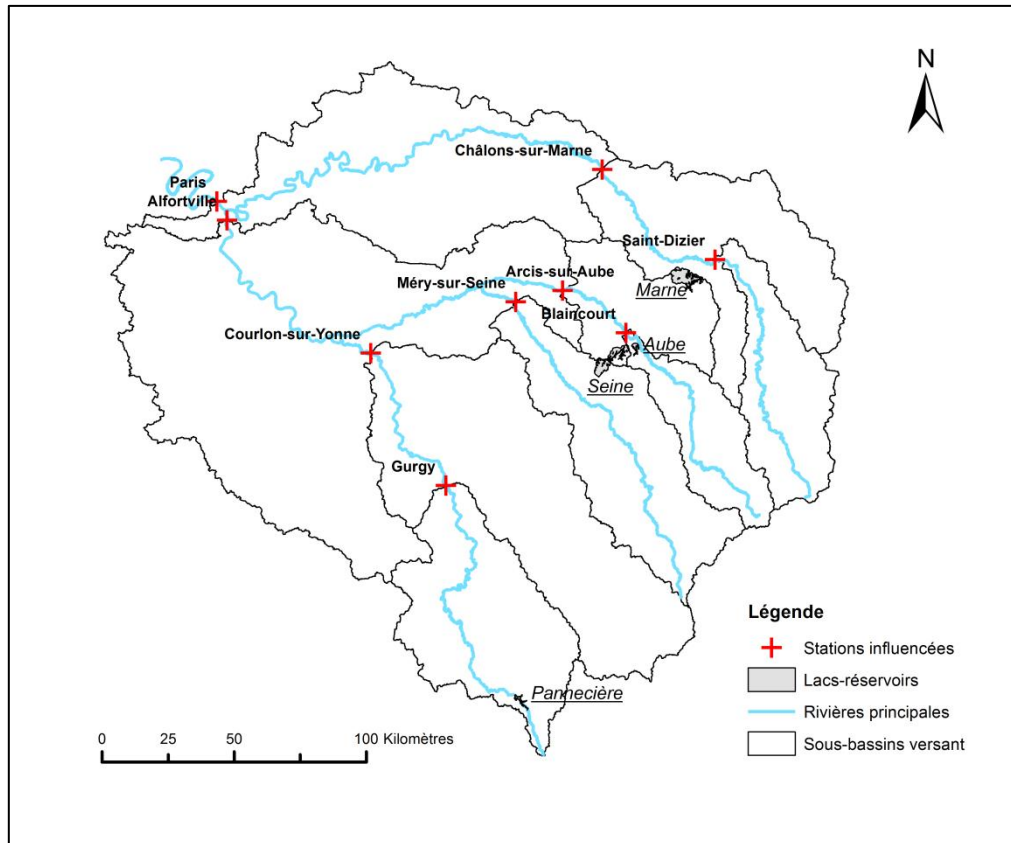 N
Châlons-sur-Marne
Paris
Alfortville
Saint-Dizier
Arcis-sur-Aube
Méry-sur-Seine
Marne
Blaincourt
Courlon-sur-Yonne
Aube
Seine
Gurgy
Pannecière
Légende
Stations influencées
Lacs-réservoirs
Rivières principales
Sous-bassins versant
0 25 50 100 Kilomètres